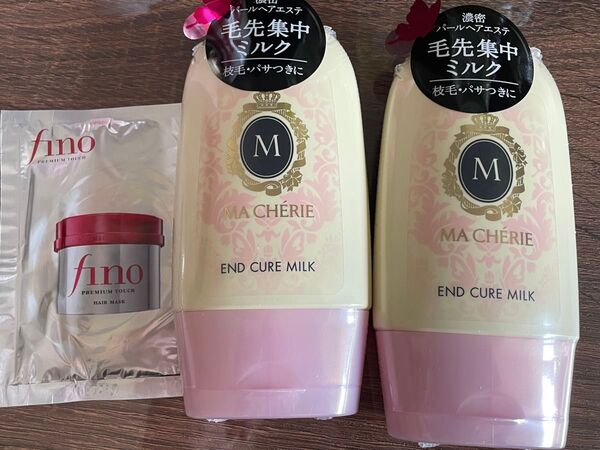 fino
PREMIUM TOUCH
fino
PREMIUM TOUCH
HAIR MASK
濃密
パールヘアエステ
毛先集中
ミルク
枝毛・パサつきに
M
MA CHÉRIE
END CURE MILK
濃密
パールヘアエステ
毛先集中
ミルク
枝毛・パサつきに
M
MA CHÉRIE
END CURE MILK